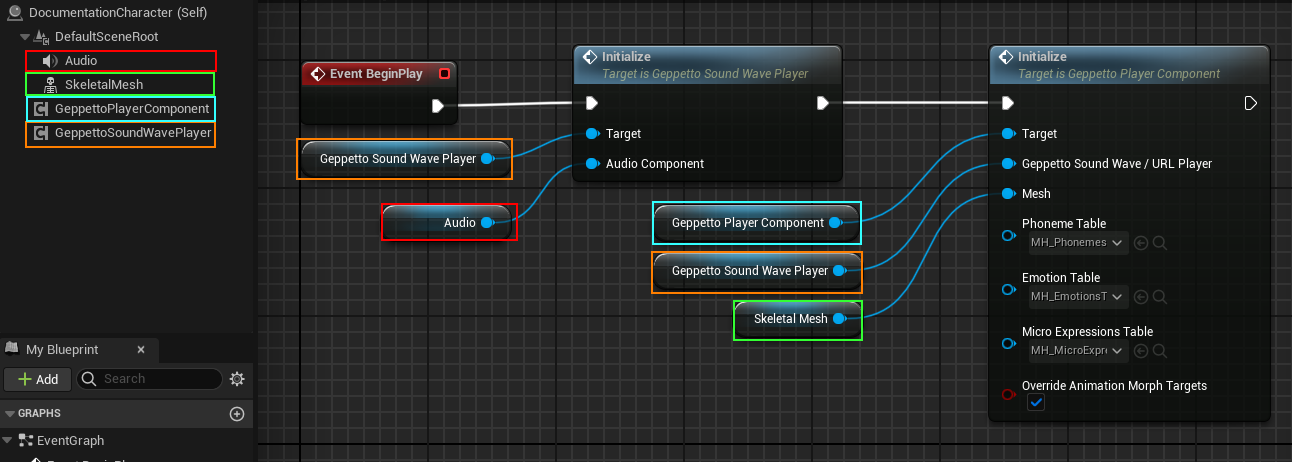 DocumentationCharacter (Self)
DefaultSceneRoot
Audio
SkeletalMesh
GeppettoPlayerComponent
GeppettoSoundWavePlayer
My Blueprint
Add
Search
GRAPHS
EventGraph
Event BeginPlay
Geppetto Sound Wave Player
Audio
Initialize
Target is Geppetto Sound Wave Player
Target
Audio Component
Geppetto Player Component
Geppetto Sound Wave Player
Skeletal Mesh
Initialize
Target is Geppetto Player Component
Target
Geppetto Sound Wave / URL Player
Mesh
Phoneme Table
MH_Phonemes
Emotion Table
MH_EmotionsT
Micro Expressions Table
MH_MicroExpr
Override Animation Morph Targets